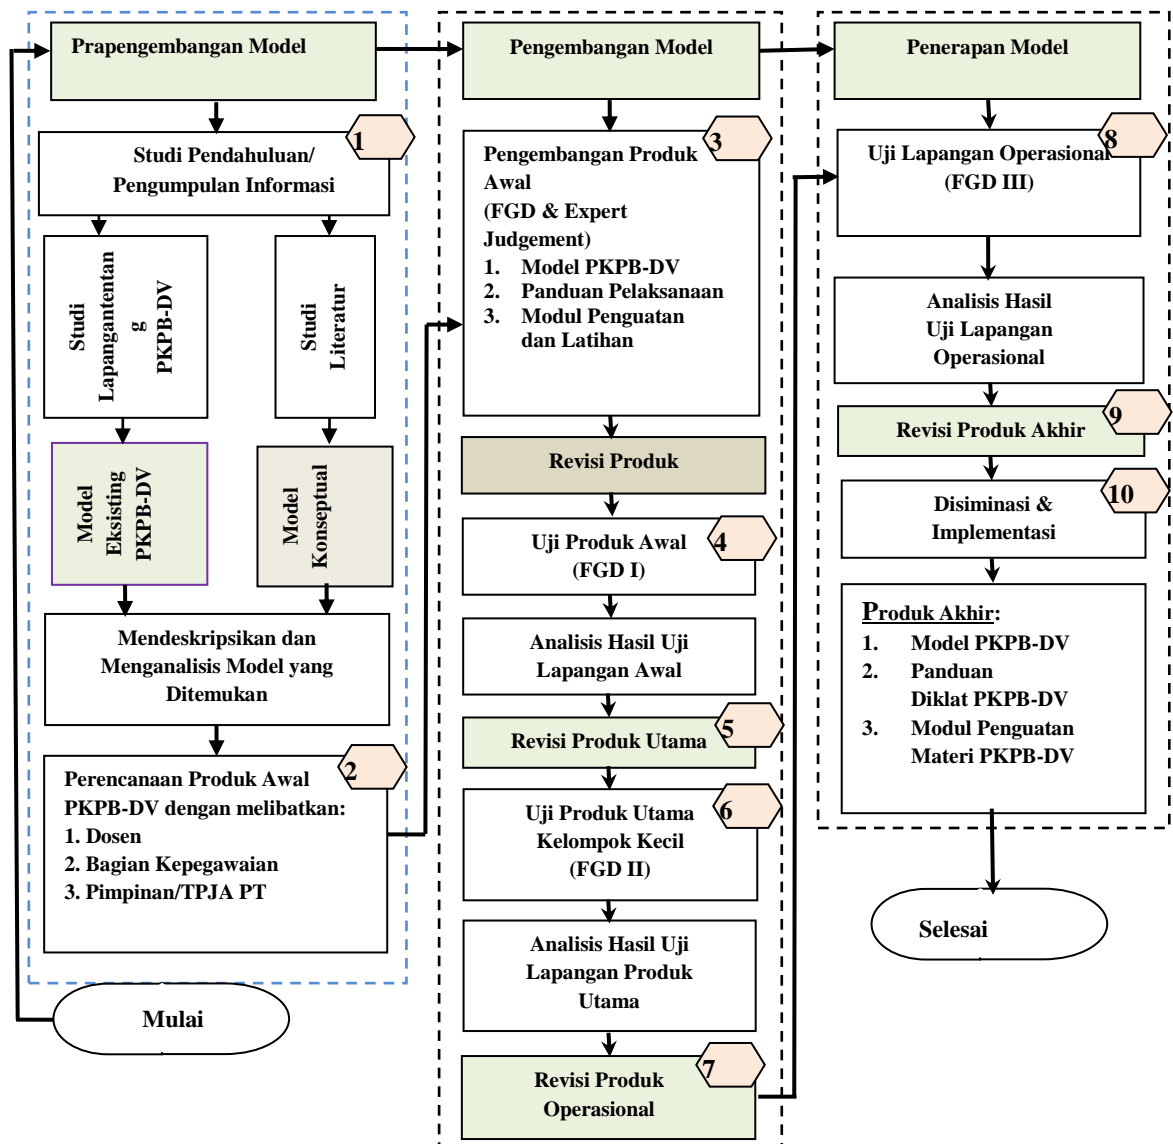 Prapengembangan Model
1
Studi Pendahuluan/
Pengumpulan Informasi
Studi
Lapangantentan
g
PKPB-DV
Studi
Literatur
Model
Eksisting
PKPB-DV
Model
Konseptual
Mendeskripsikan dan
Menganalisis Model yang
Ditemukan
2
Perencanaan Produk Awal
PKPB-DV dengan melibatkan:
1. Dosen
2. Bagian Kepegawaian
3. Pimpinan/TPJA PT
Mulai
Pengembangan Model
3
Pengembangan Produk
Awal
(FGD & Expert
Judgement)
1. Model PKPB-DV
2. Panduan Pelaksanaan
3. Modul Penguatan
dan Latihan
Revisi Produk
4
Uji Produk Awal
(FGD I)
Analisis Hasil Uji
Lapangan Awal
5
Revisi Produk Utama
6
Uji Produk Utama
Kelompok Kecil
(FGD II)
Analisis Hasil Uji
Lapangan Produk
Utama
7
Revisi Produk
Operasional
Penerapan Model
8
Uji Lapangan Operasional
(FGD III)
Analisis Hasil
Uji Lapangan
Operasional
9
Revisi Produk Akhir
10
Disiminasi &
Implementasi
Produk Akhir:
1. Model PKPB-DV
2. Panduan
Diklat PKPB-DV
3. Modul Penguatan
Materi PKPB-DV
Selesai